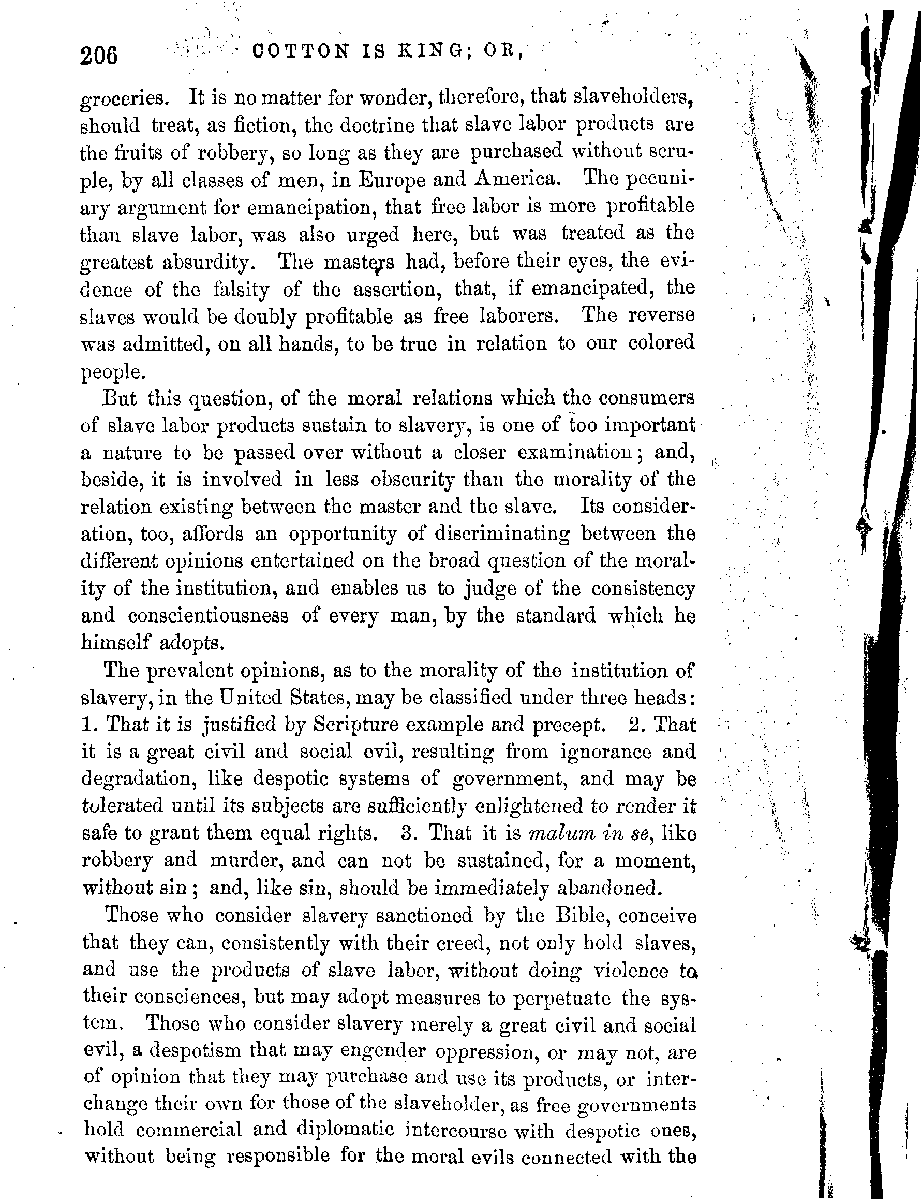 206 COTTON IS KING; OR,
groceries. It is no matter for wonder, therefore, that slaveholders,
should treat, as fiction, the doctrine that slave labor products are
the fruits of robbery, so long as they are purchased without scru-
ple, by all classes of men, in Europe and America. The pecuni-
ary argument for emancipation, that free labor is more profitable
than slave labor, was also urged here, but was treated as the
greatest absurdity. The masters had, before their eyes, the evi-
dence of the falsity of the assertion, that, if emancipated, the
slaves would be doubly profitable as free laborers. The reverse
was admitted, on all hands, to be true in relation to our colored
people.
But this question, of the moral relations which the consumers
of slave labor products sustain to slavery, is one of too important
a nature to be passed over without a closer examination; and,
beside, it is involved in less obscurity than the morality of the
relation existing between the master and the slave. Its consider-
ation, too, affords an opportunity of discriminating between the
different opinions entertained on the broad question of the moral-
ity of the institution, and enables us to judge of the consistency
and conscientiousness of every man, by the standard which he
himself adopts.
The prevalent opinions, as to the morality of the institution of
slavery, in the United States, may be classified under three heads:
1. That it is justified by Scripture example and precept. 2. That
it is a great civil and social evil, resulting from ignorance and
degradation, like despotic systems of government, and may be
tolerated until its subjects are sufficiently enlightened to render it
safe to grant them equal rights. 3. That it is malum in se, like
robbery and murder, and can not be sustained, for a moment,
without sin; and, like sin, should be immediately abandoned.
Those who consider slavery sanctioned by the Bible, conceive
that they can, consistently with their creed, not only hold slaves,
and use the products of slave labor, without doing violence to
their consciences, but may adopt measures to perpetuate the sys-
tem. Those who consider slavery merely a great civil and social
evil, a despotism that may engender oppression, or may not, are
of opinion that they may purchase and use its products, or inter-
change their own for those of the slaveholder, as free governments
hold commercial and diplomatic intercourse with despotic ones,
without being responsible for the moral evils connected with the